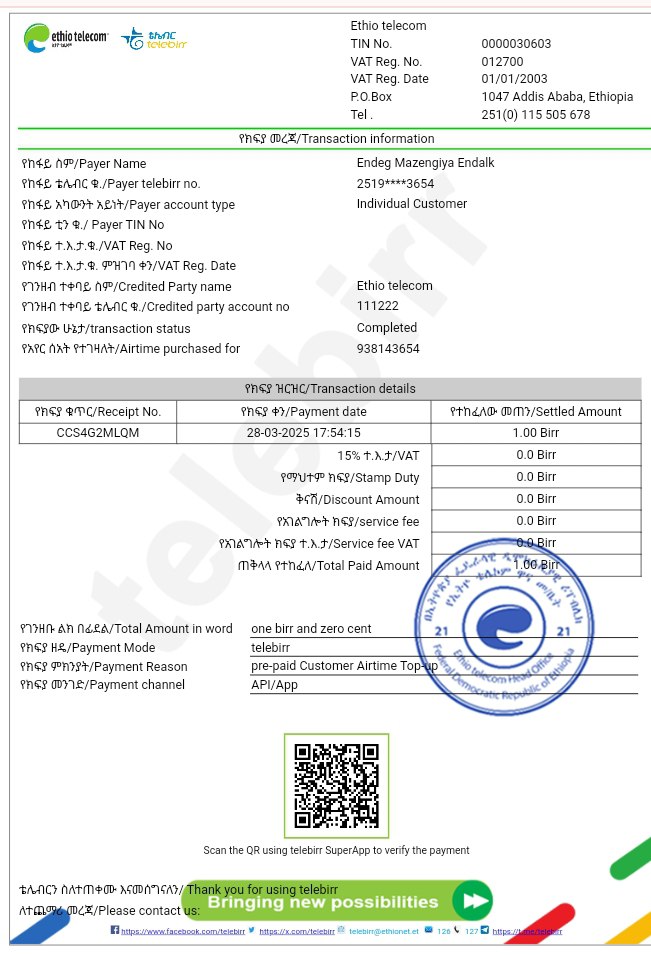 ethio telecom
ኢትዮ ቴሌኮም
ቴሌብር
telebirr
Ethio telecom
TIN No. 0000030603
VAT Reg. No. 012700
VAT Reg. Date 01/01/2003
P.O.Box 1047 Addis Ababa, Ethiopia
Tel . 251(0) 115 505 678
የክፍያ መረጃ/Transaction information
የከፋይ ስም/Payer Name Endeg Mazengiya Endalk
የከፋይ ቴሌብር ቁ./Payer telebirr no. 2519****3654
የከፋይ አካውንት አይነት/Payer account type Individual Customer
የከፋይ ቲን ቁ./ Payer TIN No
የከፋይ ተ.እ.ታ.ቁ./VAT Reg. No
የከፋይ ተ.እ.ታ.ቁ. ምዝገባ ቀን/VAT Reg. Date
የገንዘብ ተቀባይ ስም/Credited Party name Ethio telecom
የገንዘብ ተቀባይ ቴሌብር ቁ./Credited party account no 111222
የክፍያው ሁኔታ/transaction status Completed
የአየር ሰአት የተገዛለት/Airtime purchased for 938143654
የክፍያ ዝርዝር/Transaction details
የክፍያ ቁጥር/Receipt No. የክፍያ ቀን/Payment date የተከፈለው መጠን/Settled Amount
CCS4G2MLQM 28-03-2025 17:54:15 1.00 Birr
15% ተ.እ.ታ/VAT 0.0 Birr
የማህተም ክፍያ/Stamp Duty 0.0 Birr
ቅናሽ/Discount Amount 0.0 Birr
የአገልግሎት ክፍያ/service fee 0.0 Birr
የአገልግሎት ክፍያ ተ.እ.ታ/Service fee VAT 0.0 Birr
ጠቅላላ የተከፈለ/Total Paid Amount 1.00 Birr
የገንዘቡ ልክ በፊደል/Total Amount in word one birr and zero cent
የክፍያ ዘዴ/Payment Mode telebirr
የክፍያ ምክንያት/Payment Reason pre-paid Customer Airtime Top-up
የክፍያ መንገድ/Payment channel API/App
21 21
Ethio telecom Head Office
Federal Democratic Republic of Ethiopia
telebirr
Scan the QR using telebirr SuperApp to verify the payment
ቴሌብርን ስለተጠቀሙ እናመሰግናለን/ Thank you for using telebirr
Bringing new possibilities
ለተጨማሪ መረጃ/Please contact us:
https://www.facebook.com/telebirr https://x.com/telebirr telebirr@ethionet.et 126 127 https://t.me/telebirr